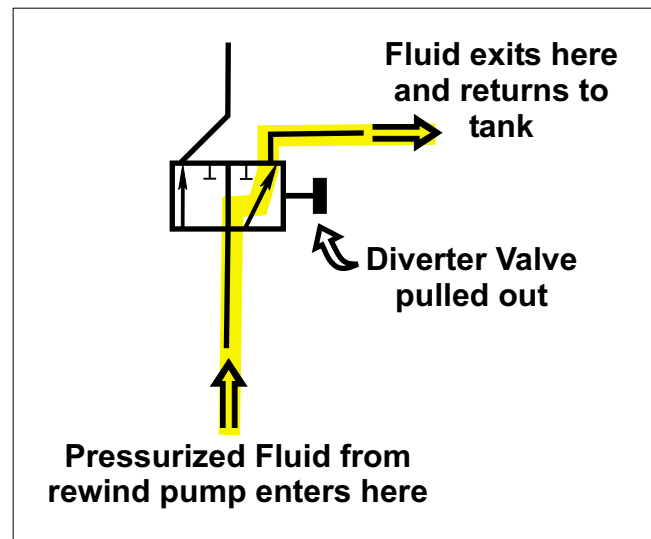 Fluid exits here
and returns to
tank
Diverter Valve
pulled out
Pressurized Fluid from
rewind pump enters here